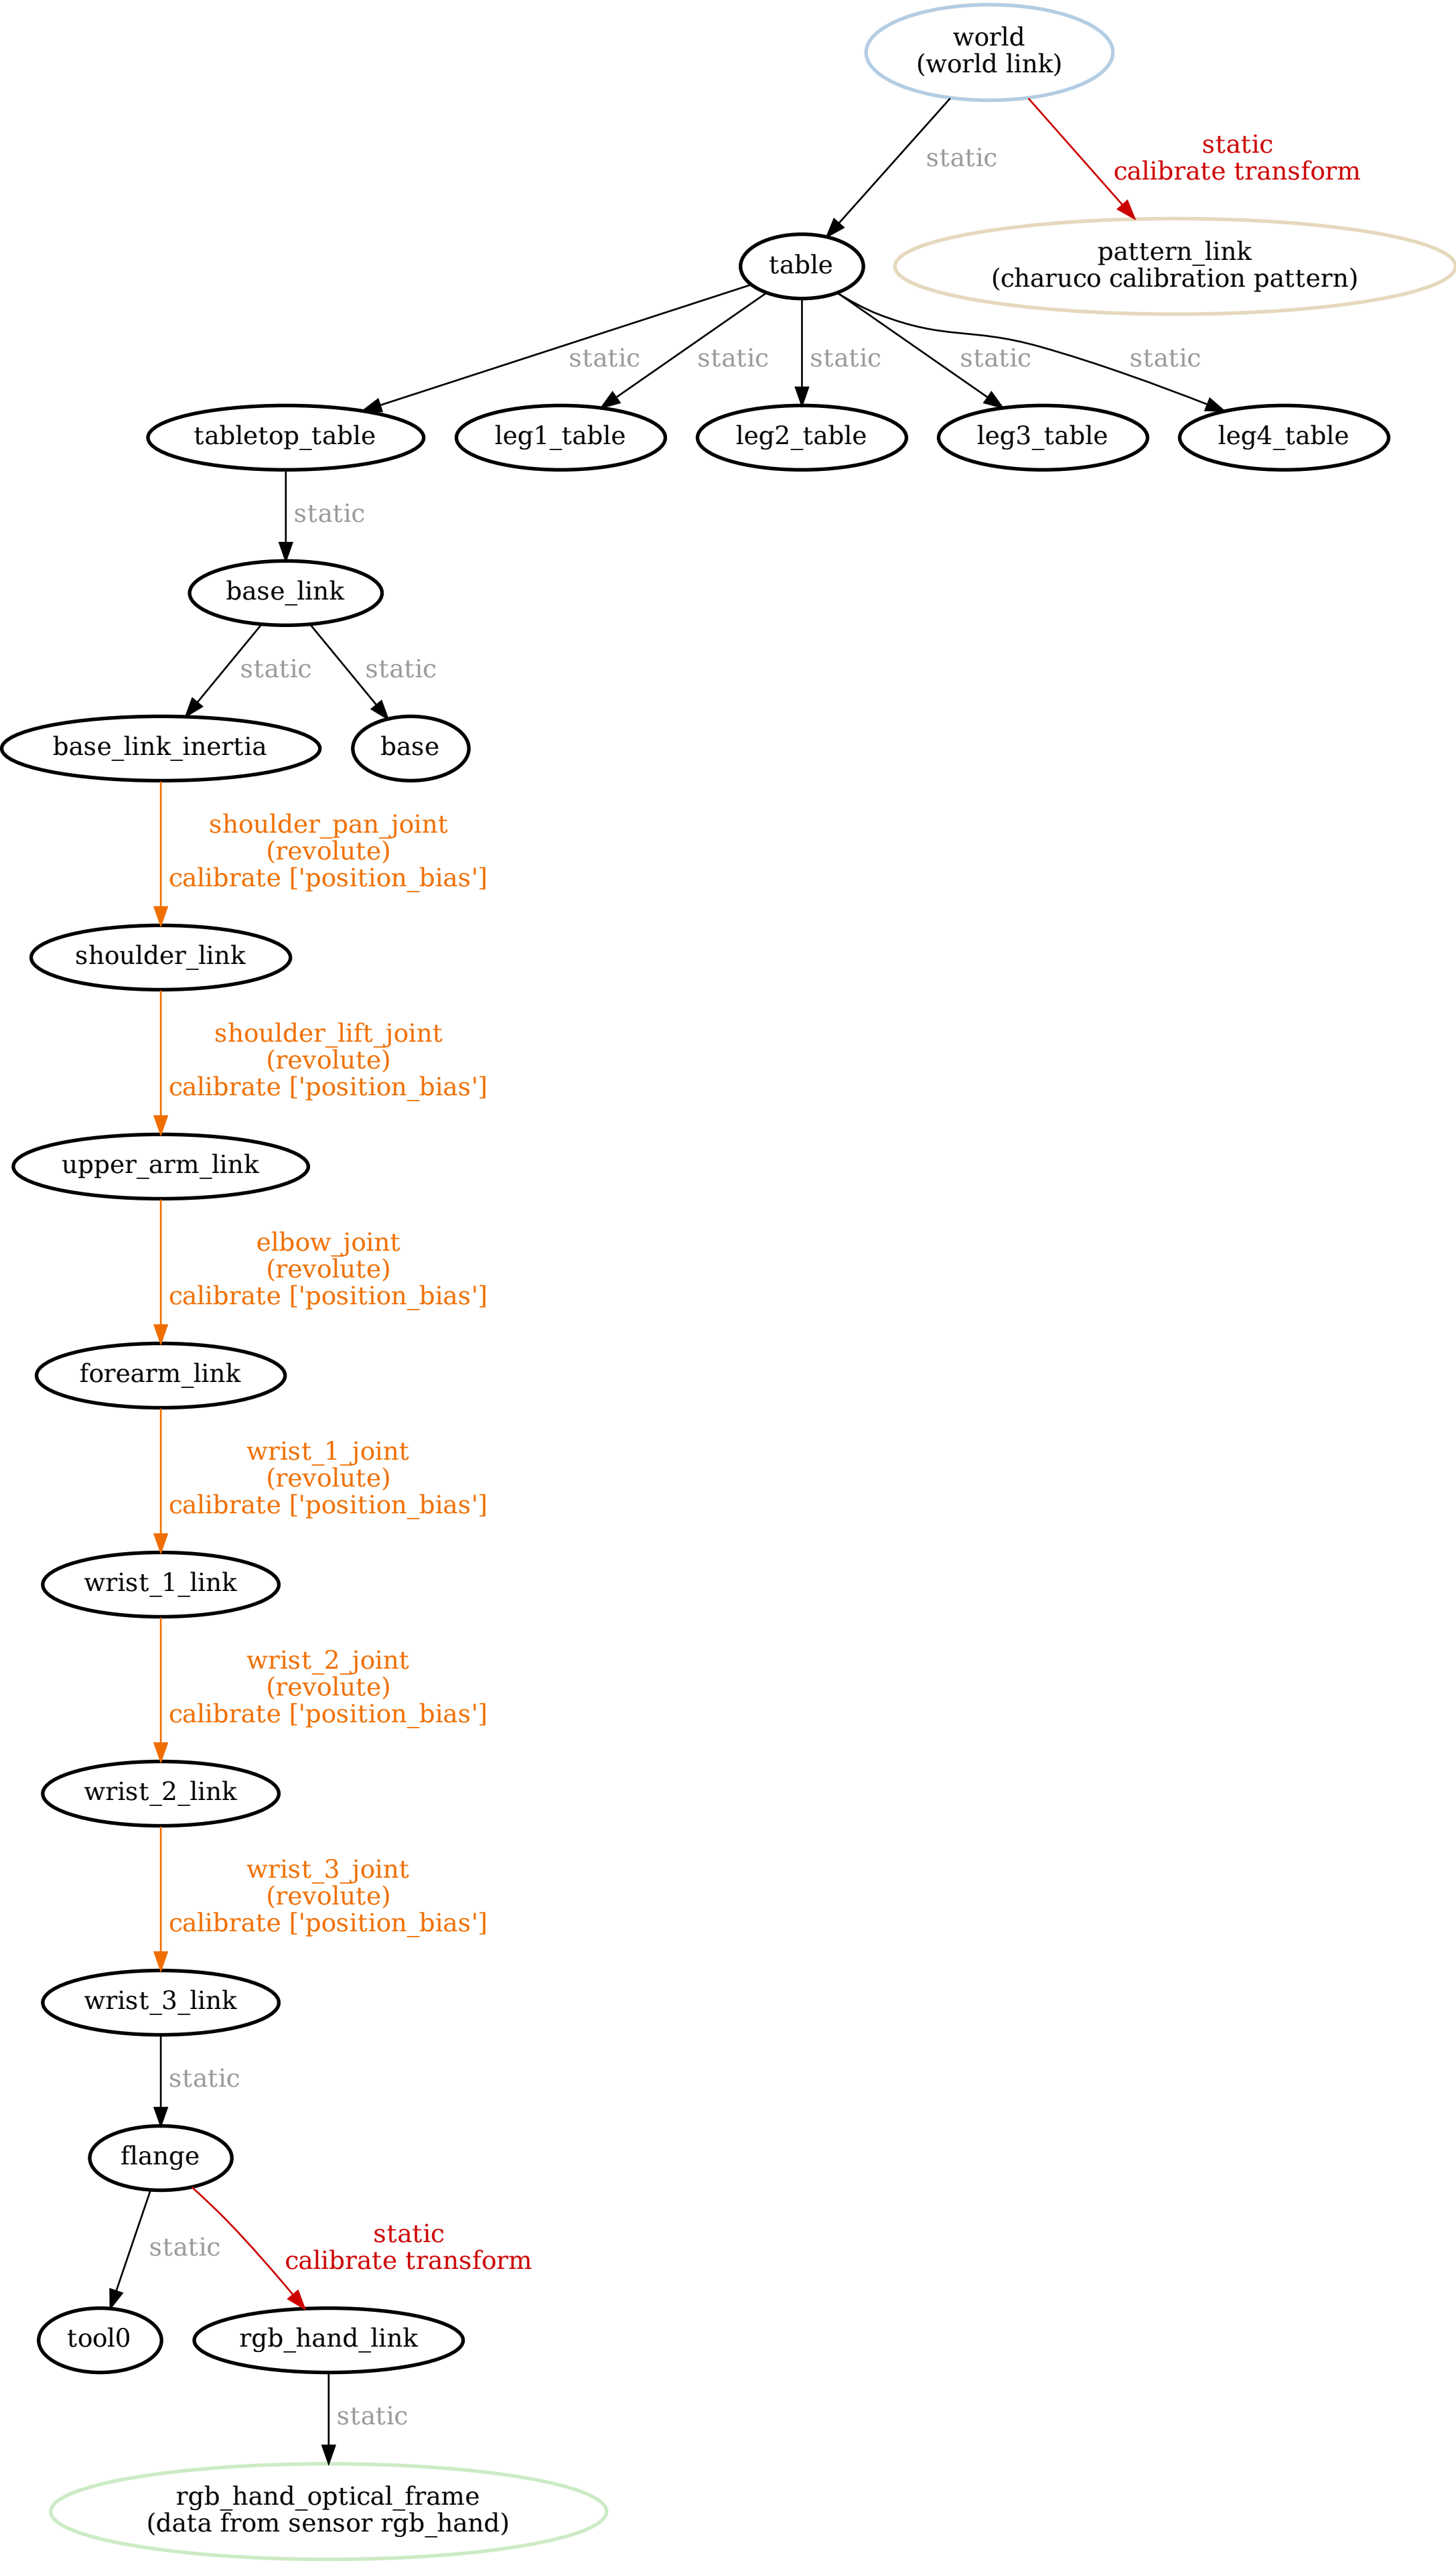 world
(world link)
static
static
calibrate transform
table
pattern_link
(charuco calibration pattern)
static
static
static
static
static
tabletop_table
leg1_table
leg2_table
leg3_table
leg4_table
static
base_link
static
static
base_link_inertia
base
shoulder_pan_joint
(revolute)
calibrate ['position_bias']
shoulder_link
shoulder_lift_joint
(revolute)
calibrate ['position_bias']
upper_arm_link
elbow_joint
(revolute)
calibrate ['position_bias']
forearm_link
wrist_1_joint
(revolute)
calibrate ['position_bias']
wrist_1_link
wrist_2_joint
(revolute)
calibrate ['position_bias']
wrist_2_link
wrist_3_joint
(revolute)
calibrate ['position_bias']
wrist_3_link
static
flange
static
static
calibrate transform
tool0
rgb_hand_link
static
rgb_hand_optical_frame
(data from sensor rgb_hand)